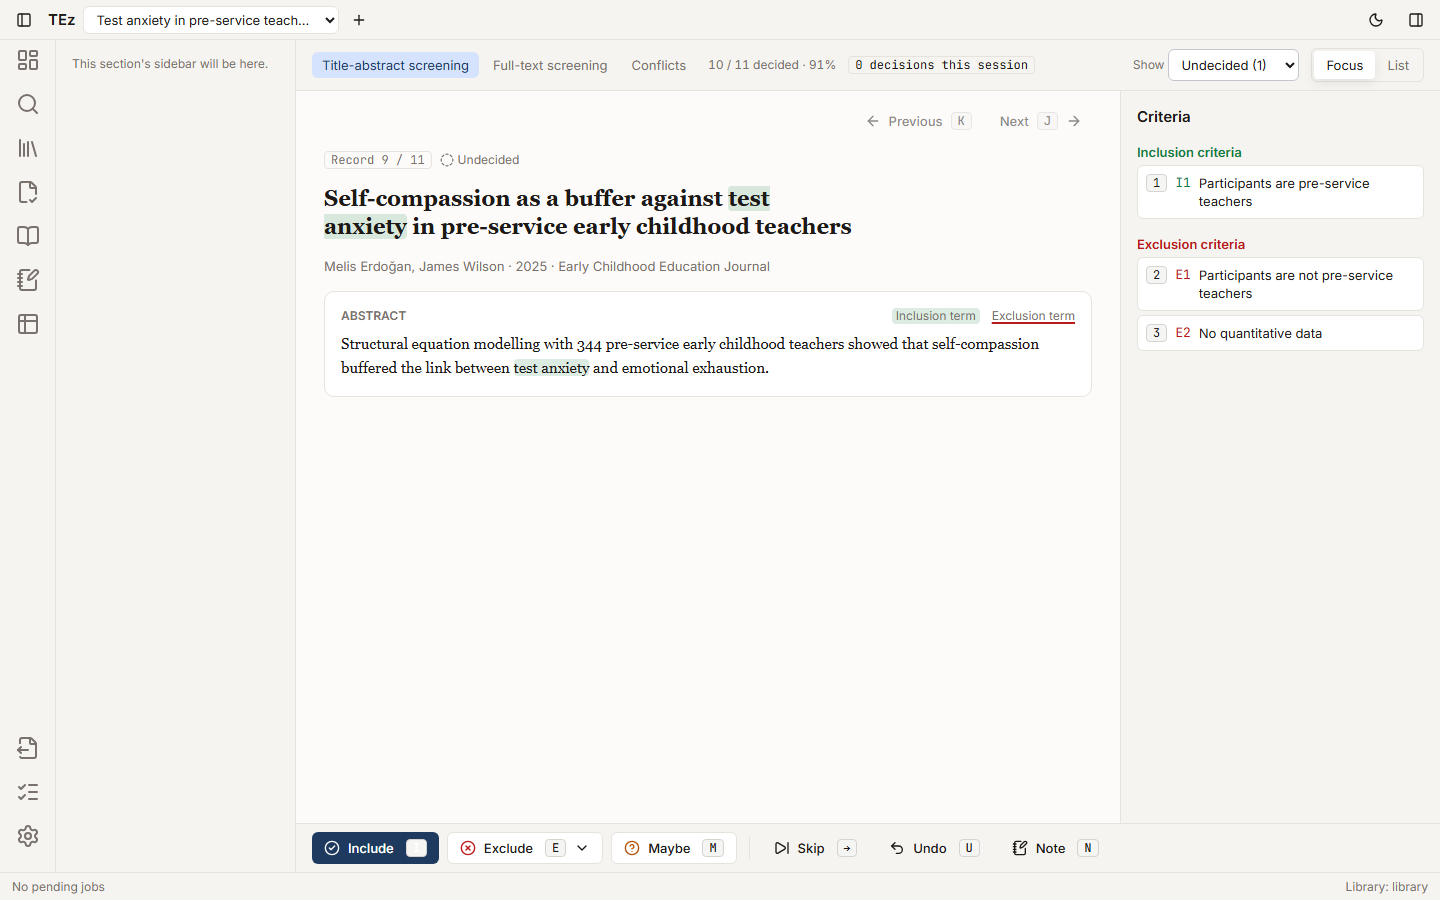 TEz
Test anxiety in pre-service teach...
This section's sidebar will be here.
Title-abstract screening
Full-text screening
Conflicts
10 / 11 decided · 91%
0 decisions this session
Show
Undecided (1)
Focus
List
Previous K
Next J
Record 9 / 11
Undecided
Self-compassion as a buffer against test
anxiety in pre-service early childhood teachers
Melis Erdoğan, James Wilson · 2025 · Early Childhood Education Journal
ABSTRACT
Inclusion term
Exclusion term
Structural equation modelling with 344 pre-service early childhood teachers showed that self-compassion
buffered the link between test anxiety and emotional exhaustion.
Criteria
Inclusion criteria
1 I1 Participants are pre-service
teachers
Exclusion criteria
2 E1 Participants are not pre-service
teachers
3 E2 No quantitative data
Include
Exclude E
Maybe M
Skip →
Undo U
Note N
No pending jobs
Library: library